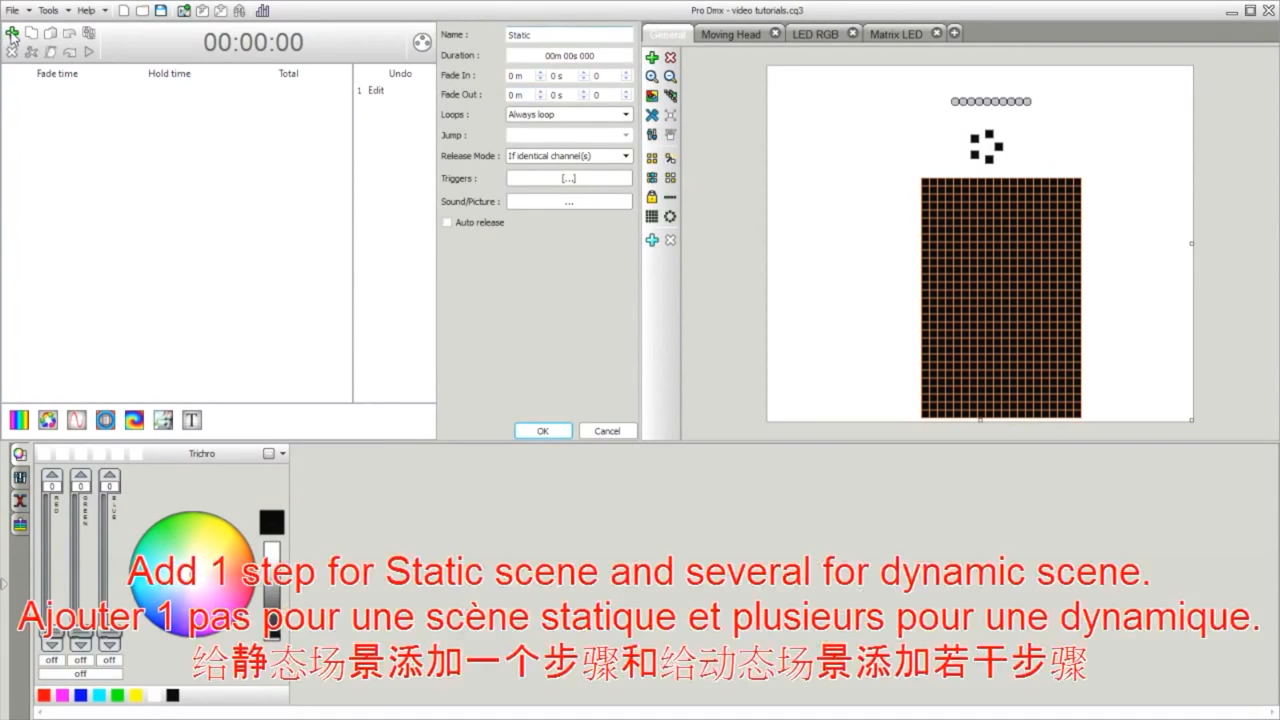 File Tools Help
Pro Dmx - video tutorials.cq3
00:00:00
Fade time Hold time Total Undo
1 Edit
Name : Static
Duration : 00m 00s 000
Fade In : 0 m 0 s 0
Fade Out : 0 m 0 s 0
Loops : Always loop
Jump :
Release Mode : If identical channel(s)
Triggers : [...]
Sound/Picture : ...
Auto release
OK Cancel
General Moving Head LED RGB Matrix LED
T
Trichro
0 0 0
RED GREEN BLUE
Add 1 step for Static scene and several for dynamic scene.
Ajouter 1 pas pour une scène statique et plusieurs pour une dynamique.
给静态场景添加一个步骤和给动态场景添加若干步骤
off off off
off